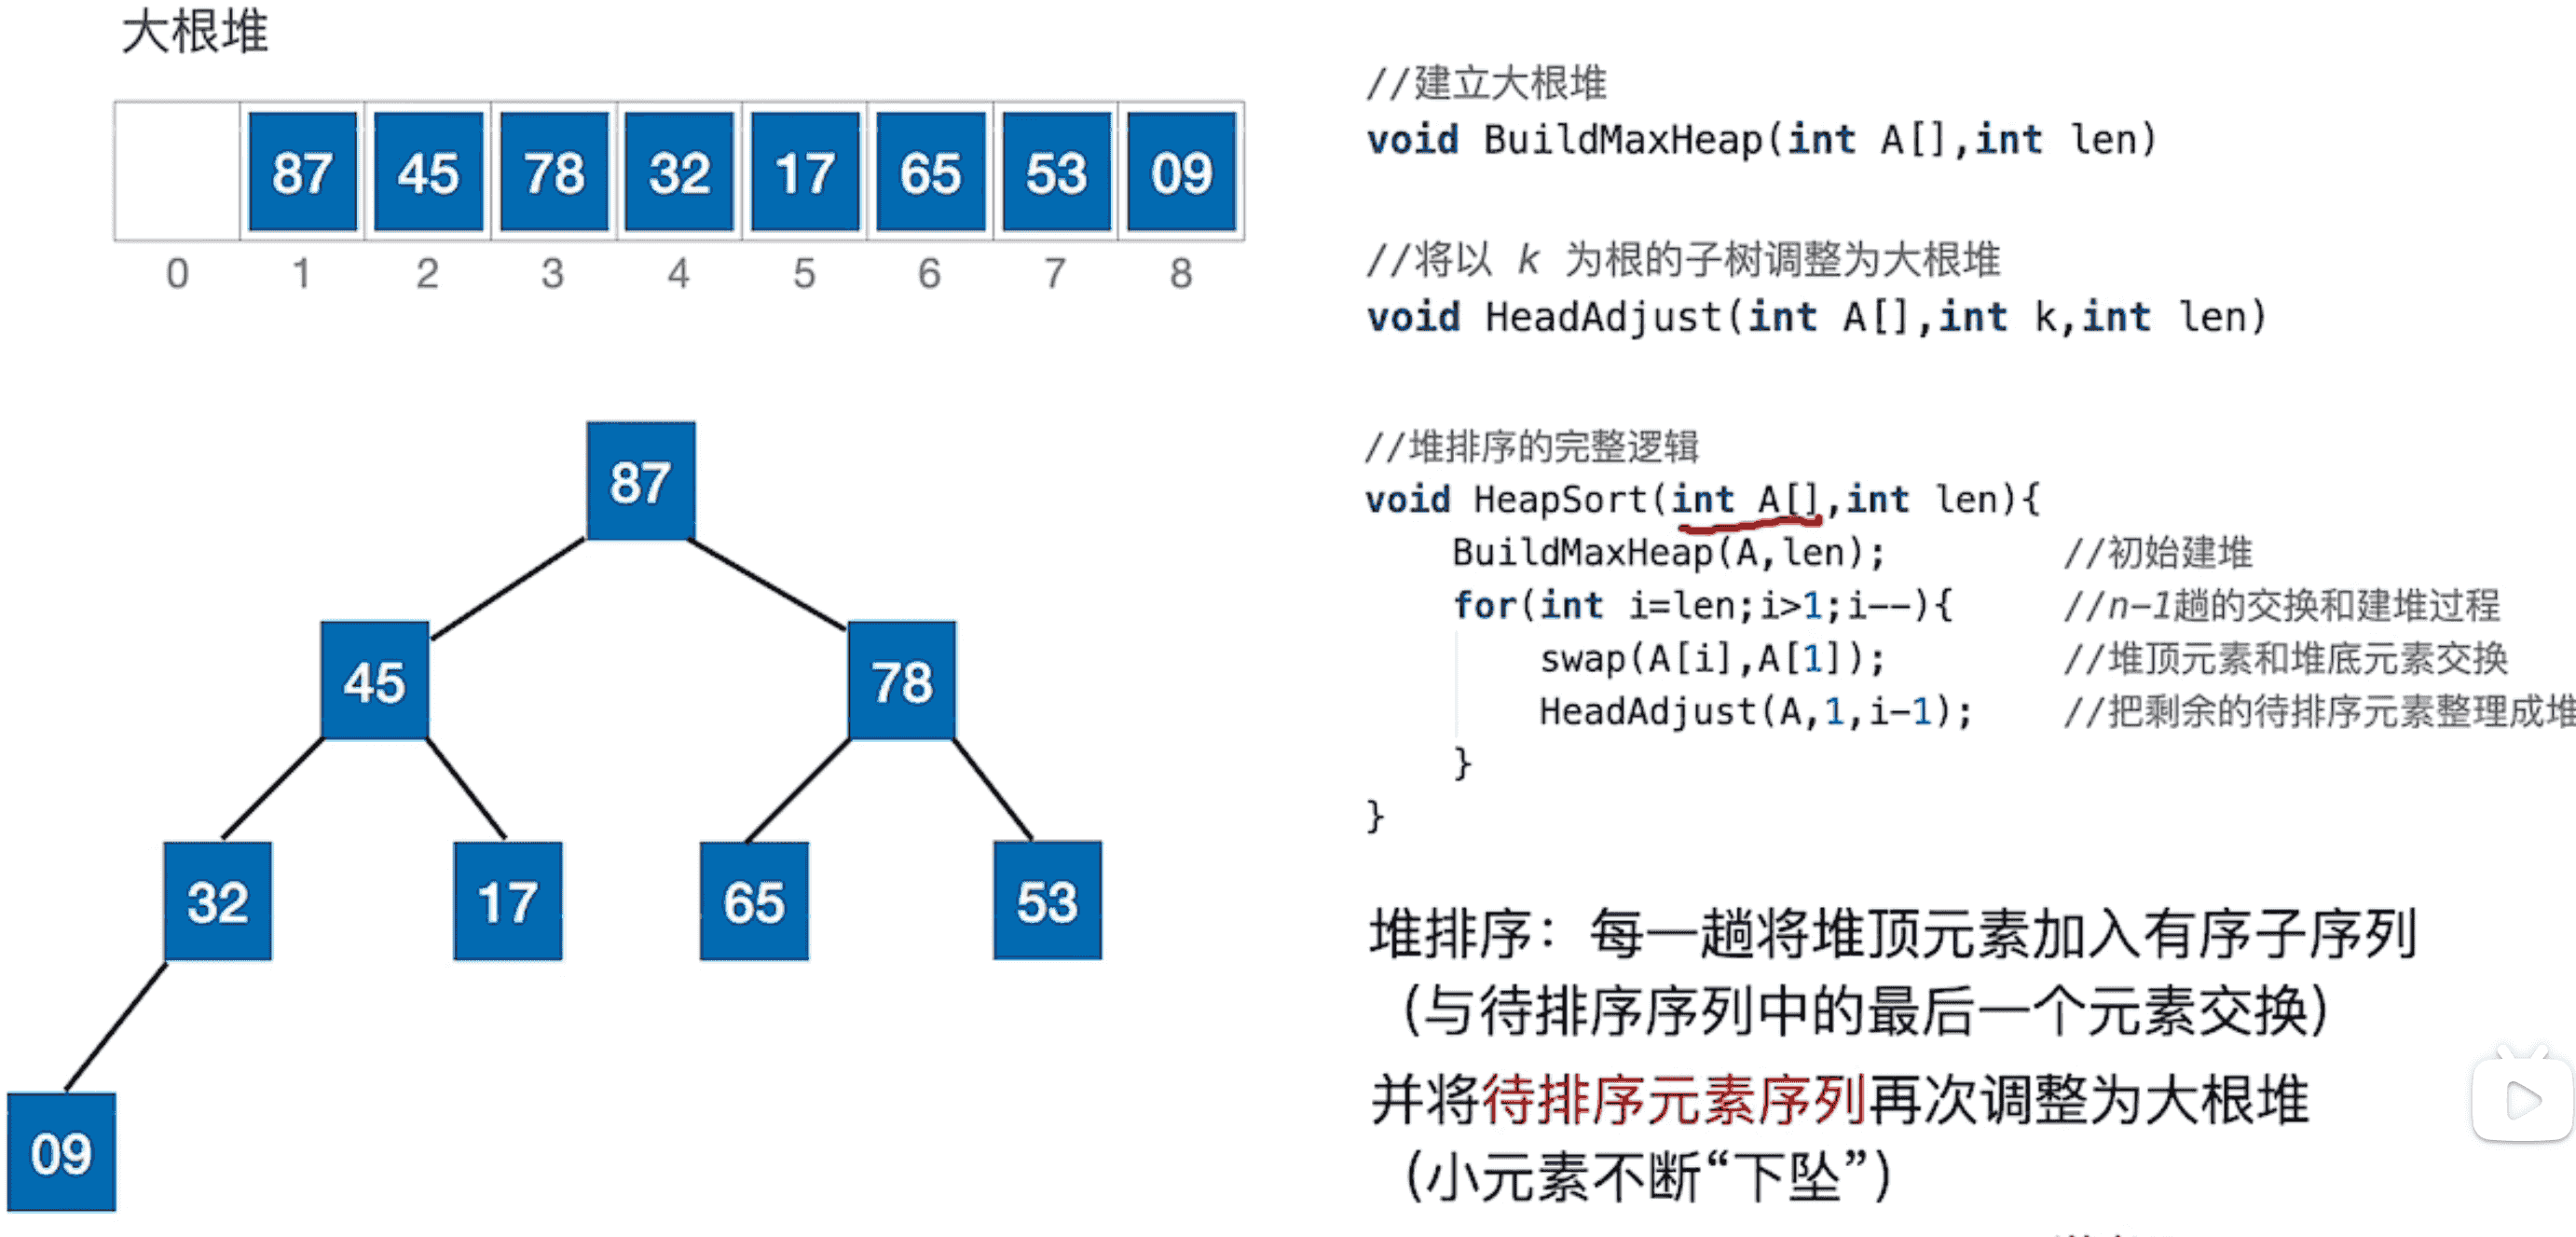 大根堆
87 45 78 32 17 65 53 09
0 1 2 3 4 5 6 7 8
87
45 78
32 17 65 53
09
//建立大根堆
void BuildMaxHeap(int A[],int len)
//将以 k 为根的子树调整为大根堆
void HeadAdjust(int A[],int k,int len)
//堆排序的完整逻辑
void HeapSort(int A[],int len){
BuildMaxHeap(A,len); //初始建堆
for(int i=len;i>1;i--){ //n-1趟的交换和建堆过程
swap(A[i],A[1]); //堆顶元素和堆底元素交换
HeadAdjust(A,1,i-1); //把剩余的待排序元素整理成堆
}
}
堆排序：每一趟将堆顶元素加入有序子序列
（与待排序序列中的最后一个元素交换）
并将待排序元素序列再次调整为大根堆
（小元素不断“下坠”）